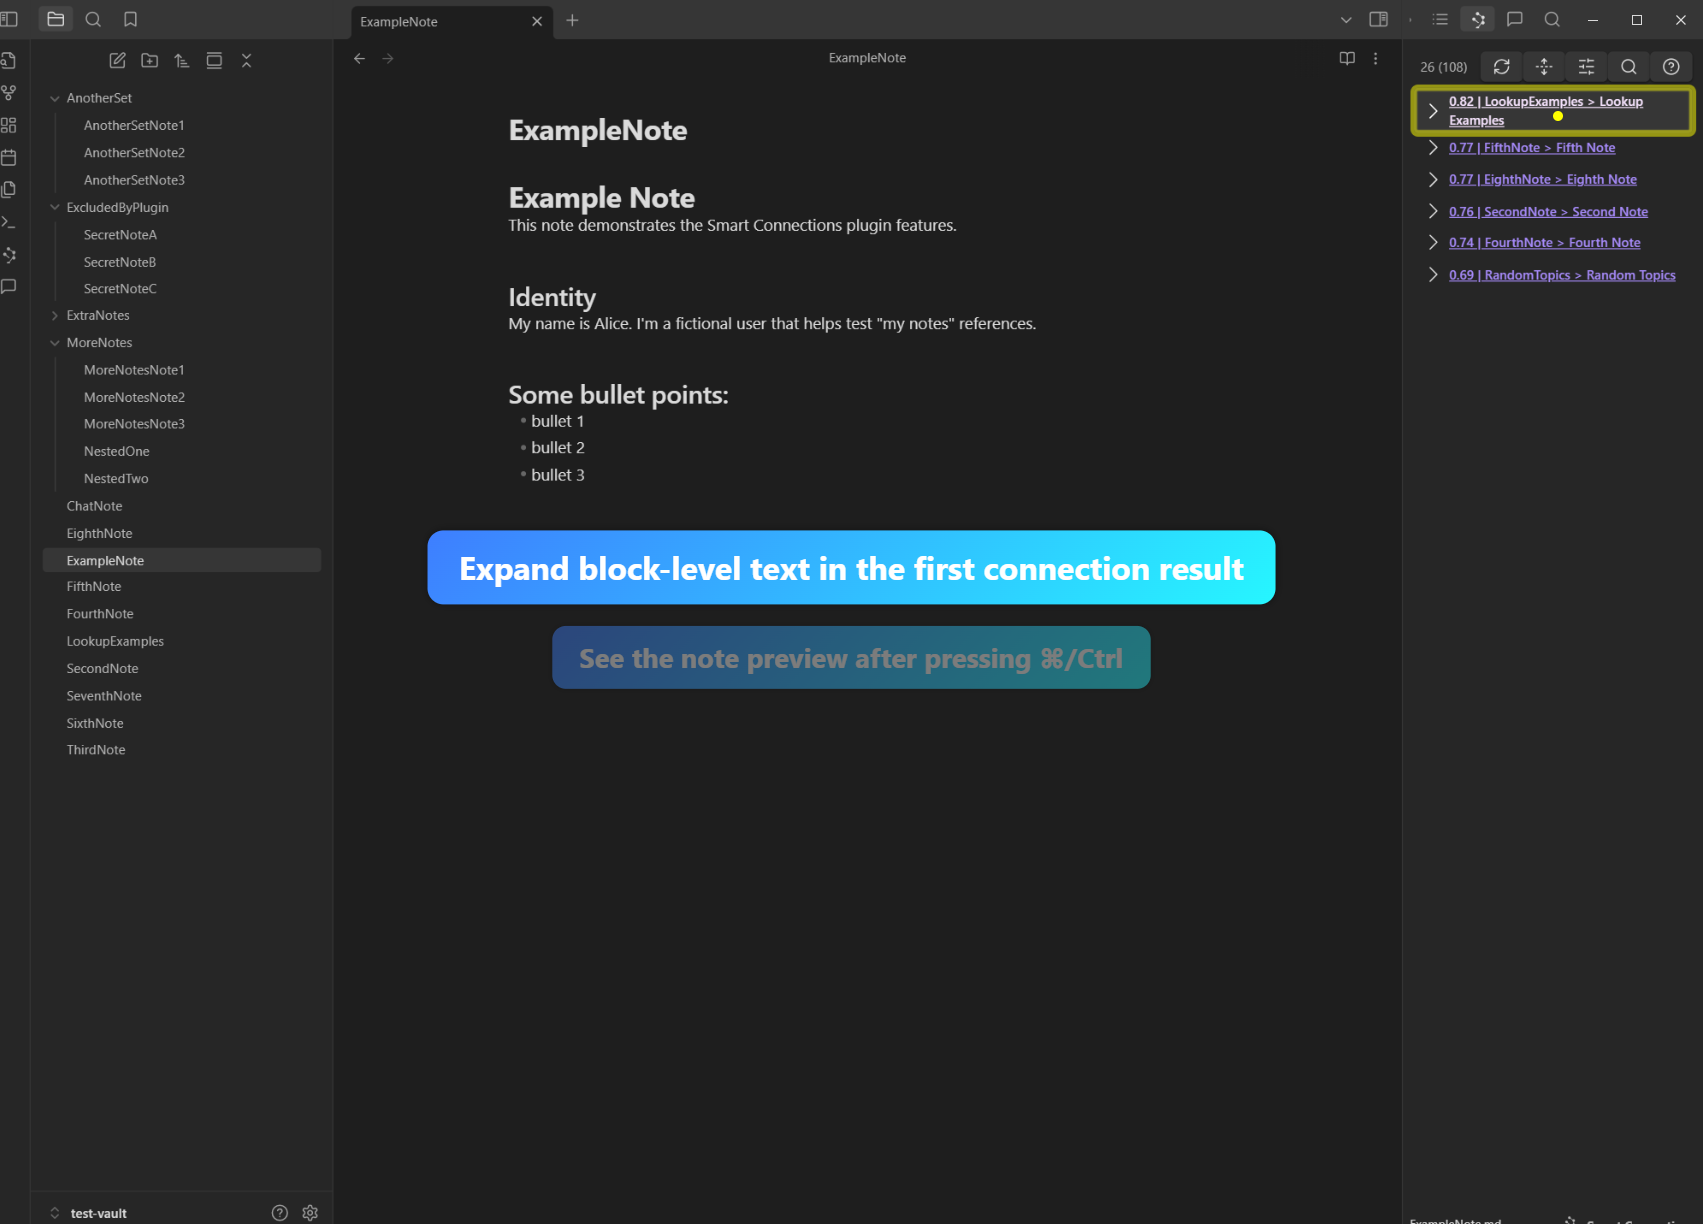 ExampleNote
ExampleNote
26 (108)
AnotherSet
AnotherSetNote1
AnotherSetNote2
AnotherSetNote3
ExcludedByPlugin
SecretNoteA
SecretNoteB
SecretNoteC
ExtraNotes
MoreNotes
MoreNotesNote1
MoreNotesNote2
MoreNotesNote3
NestedOne
NestedTwo
ChatNote
EighthNote
ExampleNote
FifthNote
FourthNote
LookupExamples
SecondNote
SeventhNote
SixthNote
ThirdNote
test-vault
ExampleNote
Example Note
This note demonstrates the Smart Connections plugin features.
Identity
My name is Alice. I'm a fictional user that helps test "my notes" references.
Some bullet points:
• bullet 1
• bullet 2
• bullet 3
Expand block-level text in the first connection result
See the note preview after pressing ⌘/Ctrl
0.82 | LookupExamples > Lookup
Examples
0.77 | FifthNote > Fifth Note
0.77 | EighthNote > Eighth Note
0.76 | SecondNote > Second Note
0.74 | FourthNote > Fourth Note
0.69 | RandomTopics > Random Topics
ExampleNote.md